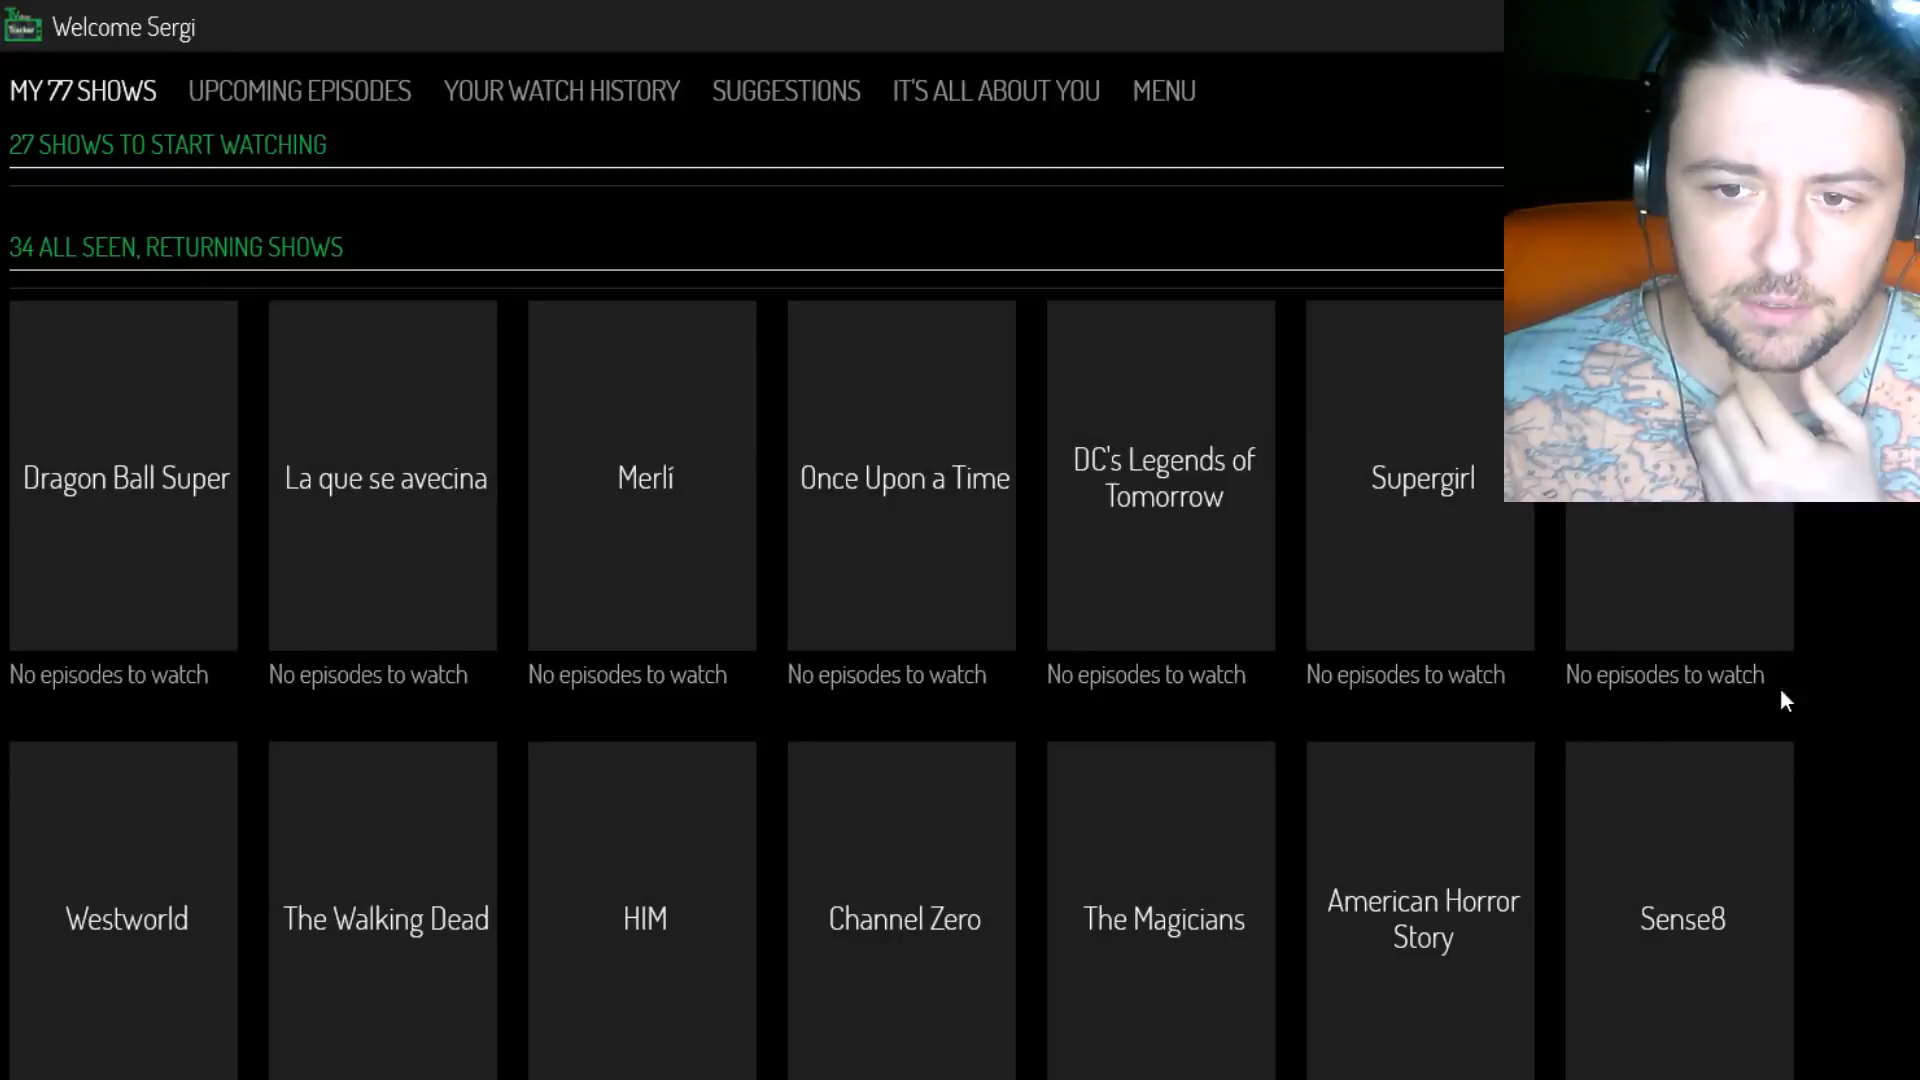 Welcome Sergi
MY 77 SHOWS UPCOMING EPISODES YOUR WATCH HISTORY SUGGESTIONS IT'S ALL ABOUT YOU MENU
27 SHOWS TO START WATCHING
34 ALL SEEN, RETURNING SHOWS
Dragon Ball Super
La que se avecina
Merlí
Once Upon a Time
DC's Legends of
Tomorrow
Supergirl
No episodes to watch
No episodes to watch
No episodes to watch
No episodes to watch
No episodes to watch
No episodes to watch
No episodes to watch
Westworld
The Walking Dead
HIM
Channel Zero
The Magicians
American Horror
Story
Sense8